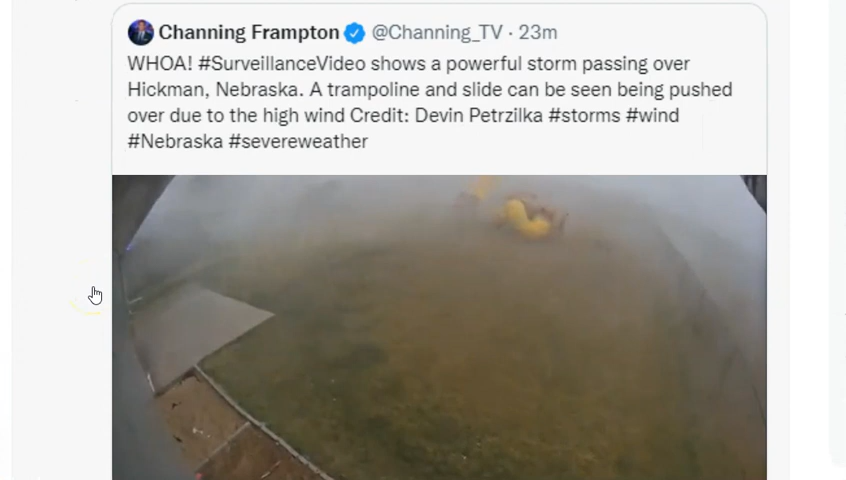 Channing Frampton @Channing_TV · 23m
WHOA! #SurveillanceVideo shows a powerful storm passing over
Hickman, Nebraska. A trampoline and slide can be seen being pushed
over due to the high wind Credit: Devin Petrzilka #storms #wind
#Nebraska #severeweather